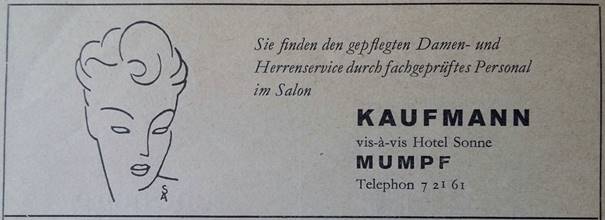 Sie finden den gepflegten Damen- und
Herrenservice durch fachgeprüftes Personal
im Salon
KAUFMANN
vis-à-vis Hotel Sonne
MUMPF
Telephon 7 21 61
SA